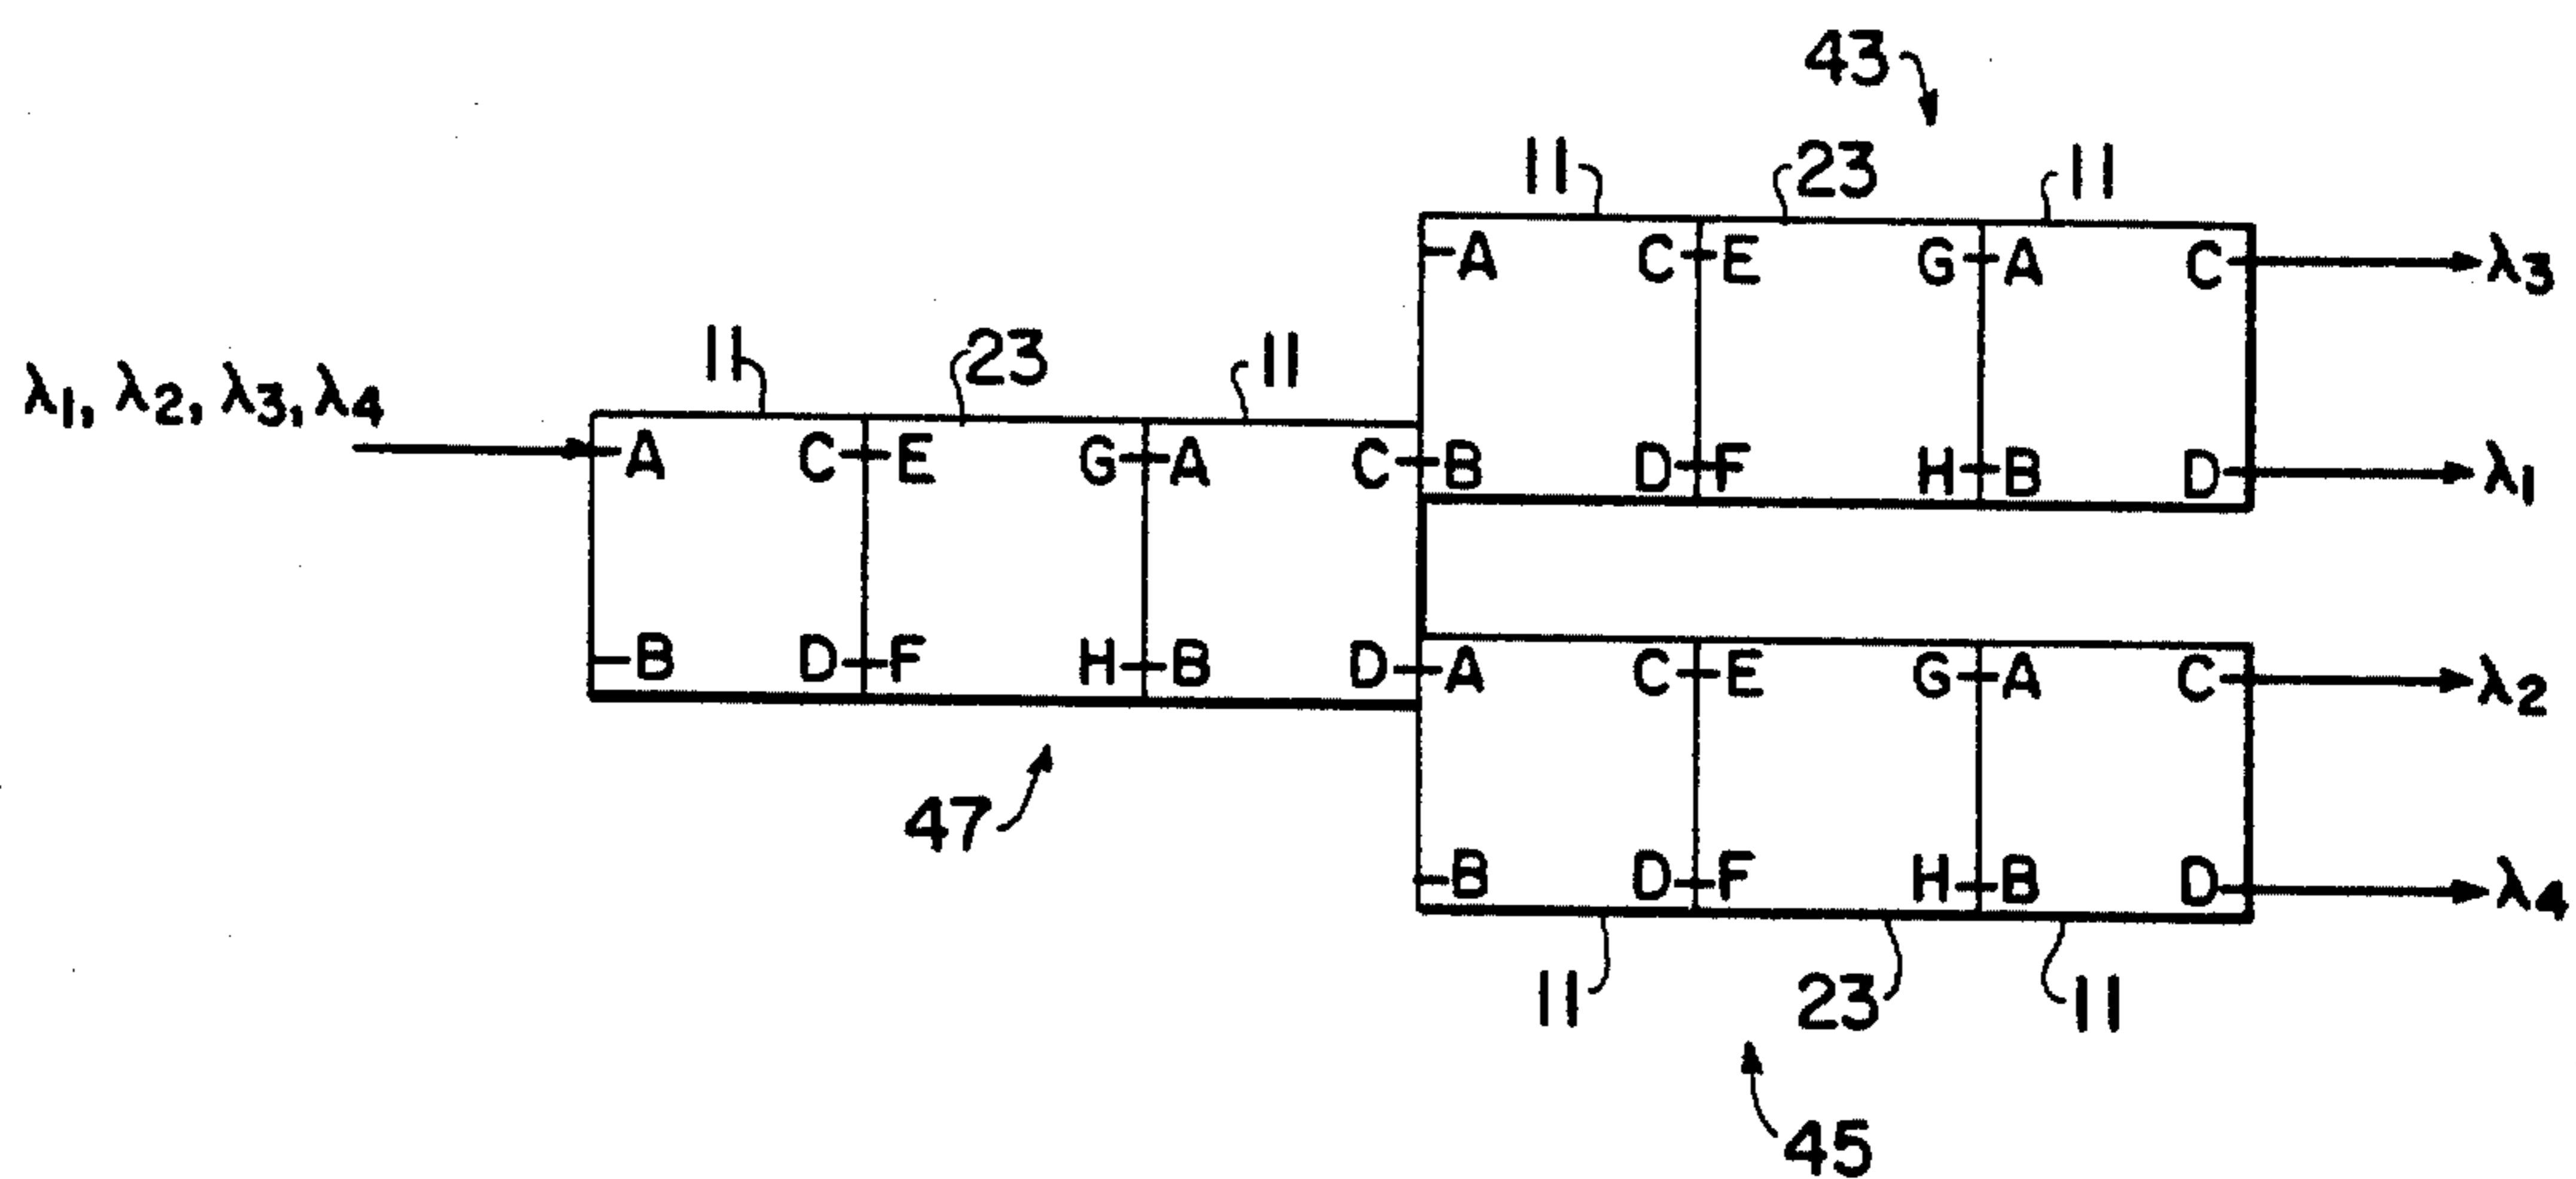 43
11 23 11
A C E G A C λ3
11 23 11
λ1, λ2, λ3, λ4
A C E G A C B D F H B D λ1
B D F H B D A C E G A C λ2
47
B D F H B D λ4
11 23 11
45